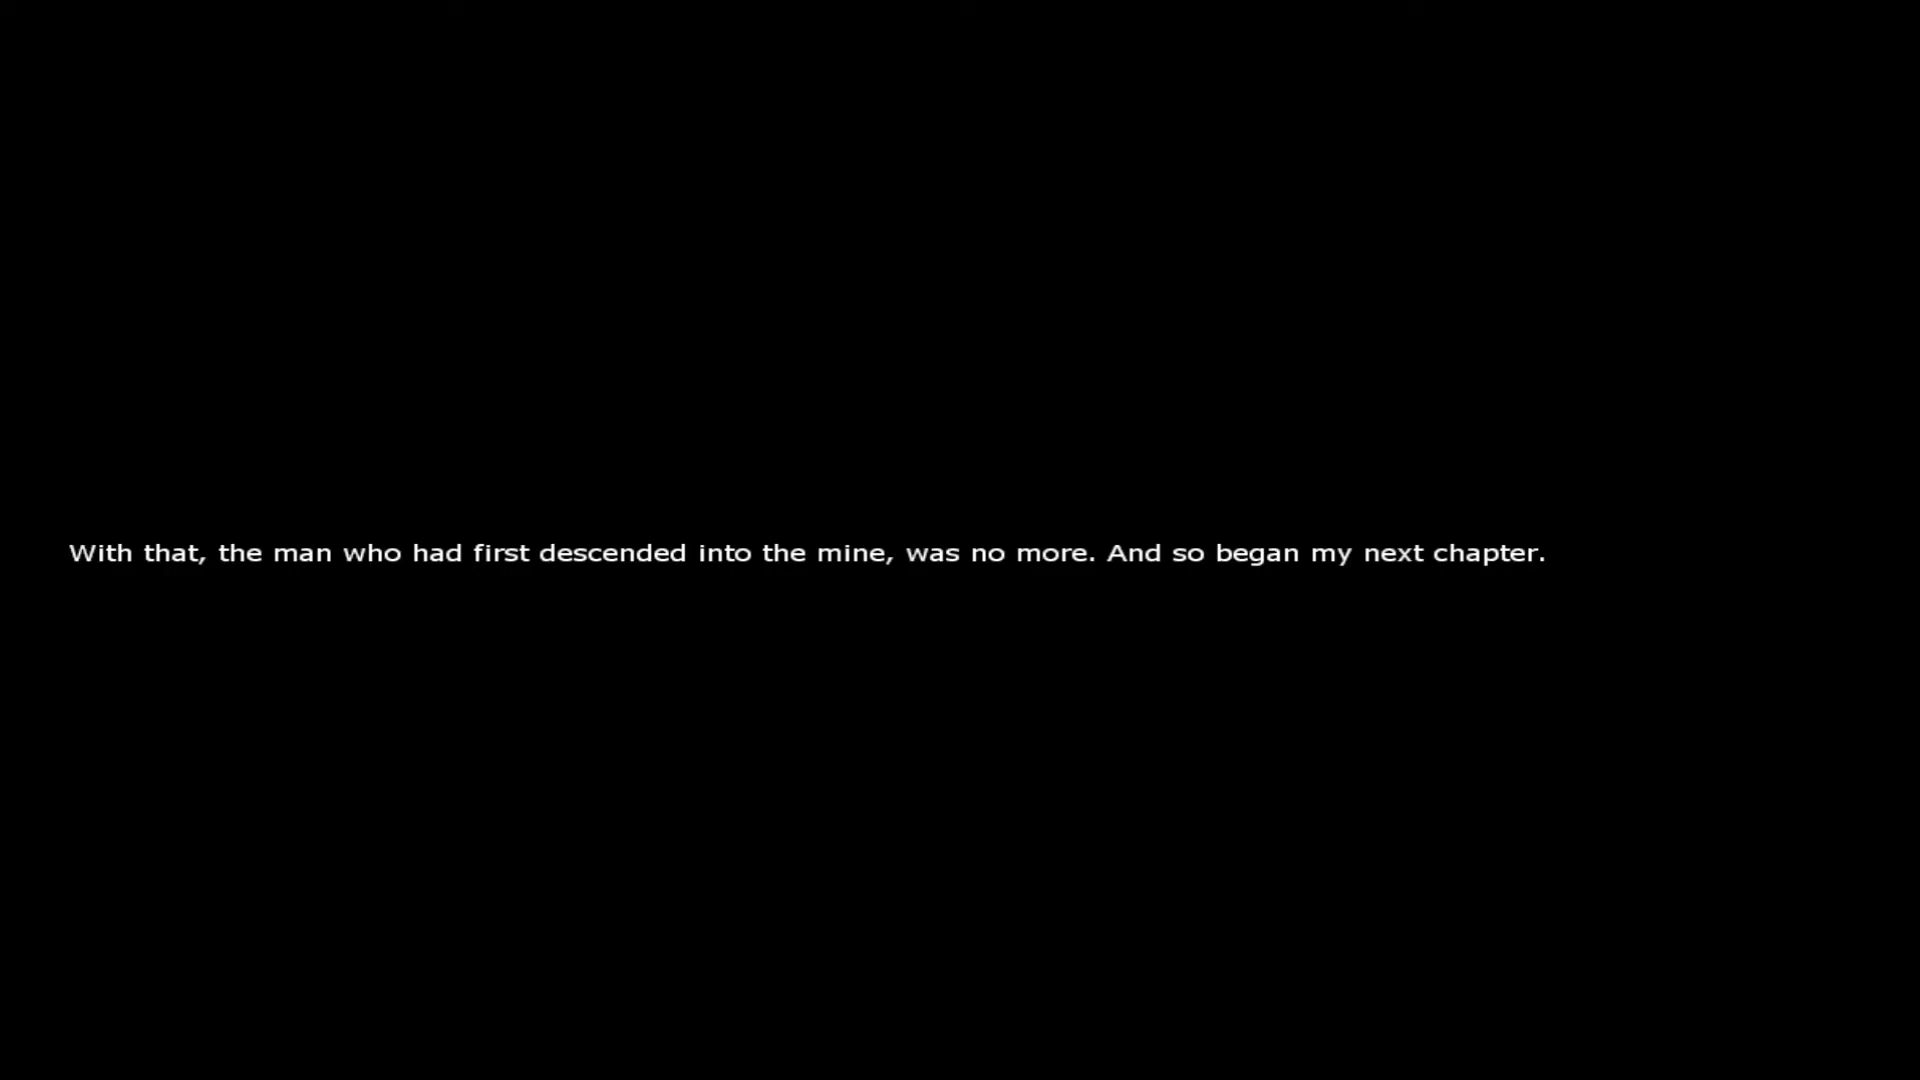 With that, the man who had first descended into the mine, was no more. And so began my next chapter.